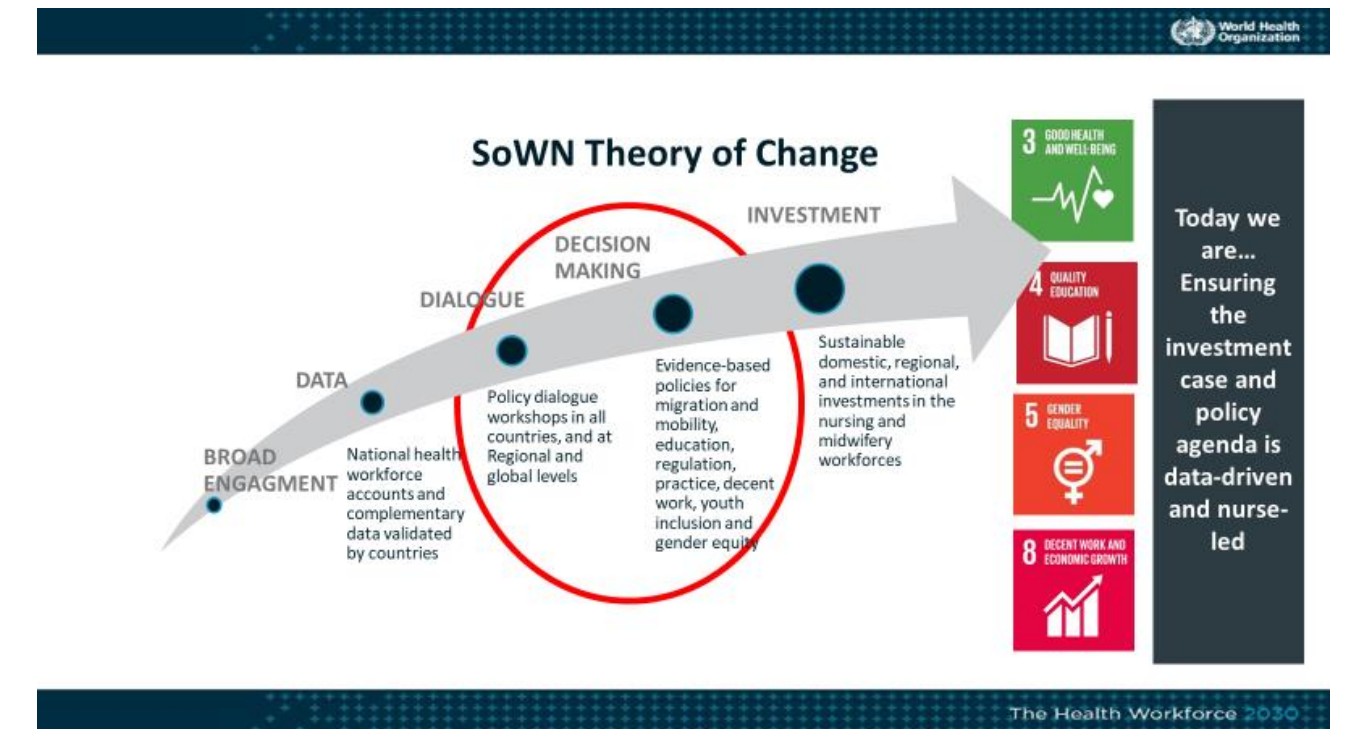 World Health
Organization
SoWN Theory of Change
BROAD
ENGAGMENT
DATA
National health
workforce
accounts and
complementary
data validated
by countries
DIALOGUE
Policy dialogue
workshops in all
countries, and at
Regional and
global levels
DECISION
MAKING
Evidence-based
policies for
migration and
mobility,
education,
regulation,
practice, decent
work, youth
inclusion and
gender equity
INVESTMENT
Sustainable
domestic, regional,
and international
investments in the
nursing and
midwifery
workforces
3 GOOD HEALTH
AND WELL-BEING
4 QUALITY
EDUCATION
5 GENDER
EQUALITY
8 DECENT WORK AND
ECONOMIC GROWTH
Today we
are...
Ensuring
the
investment
case and
policy
agenda is
data-driven
and nurse-
led
The Health Workforce 2030